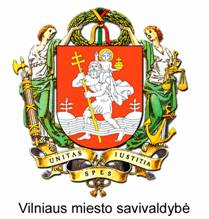 UNITAS IUSTITIA
SPES
Vilniaus miesto savivaldybė